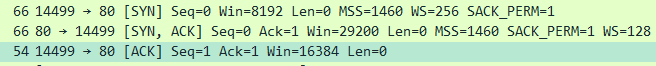 66 14499 → 80 [SYN] Seq=0 Win=8192 Len=0 MSS=1460 WS=256 SACK_PERM=1
66 80 → 14499 [SYN, ACK] Seq=0 Ack=1 Win=29200 Len=0 MSS=1460 SACK_PERM=1 WS=128
54 14499 → 80 [ACK] Seq=1 Ack=1 Win=16384 Len=0